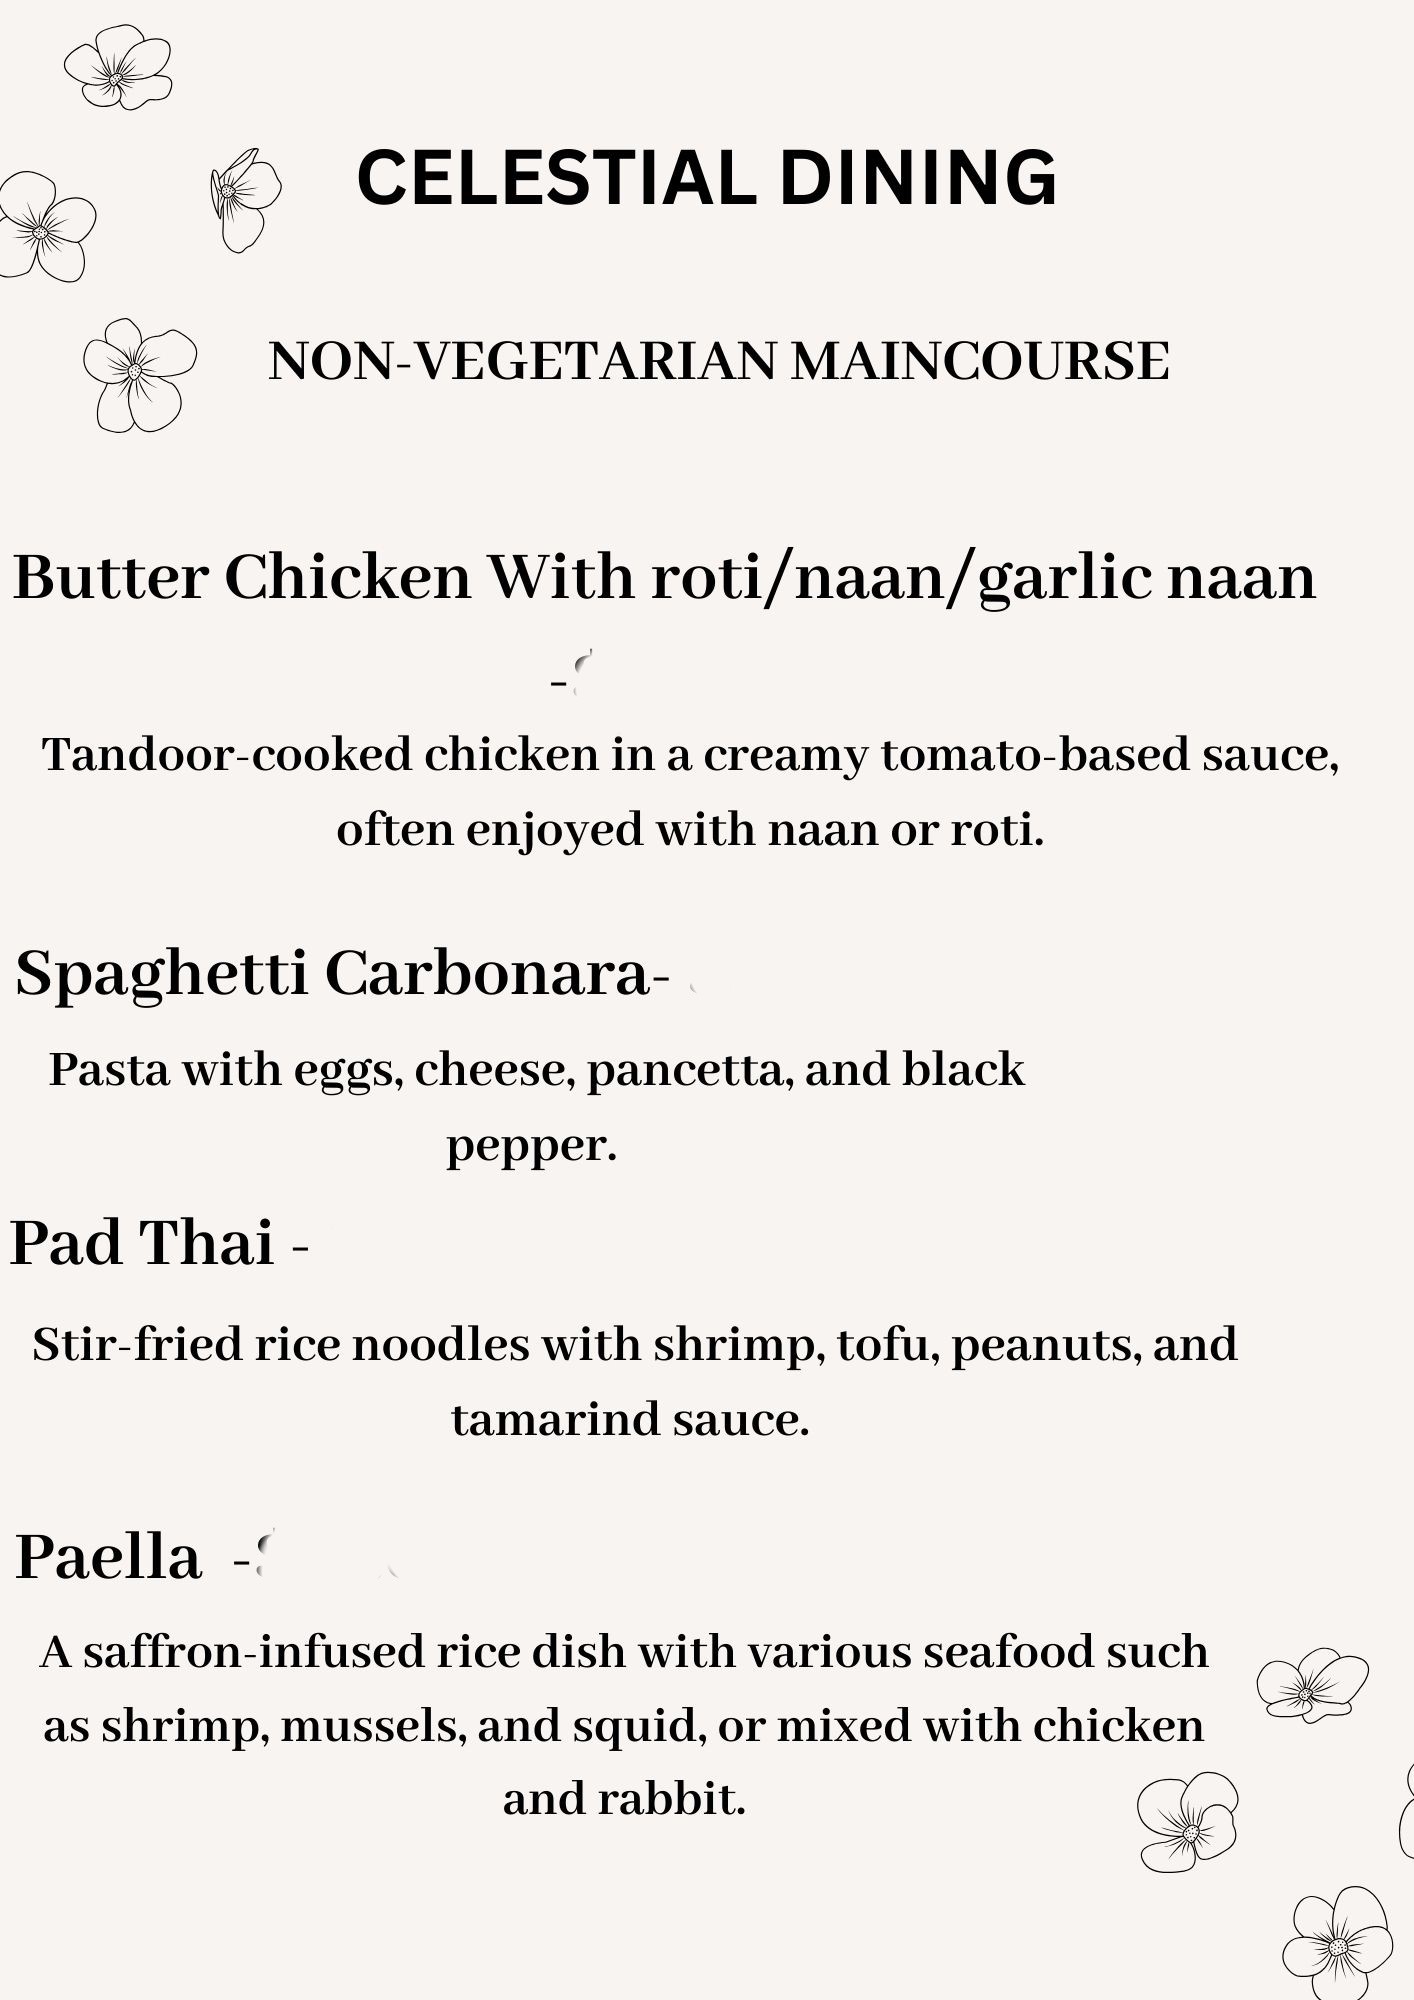 CELESTIAL DINING
NON-VEGETARIAN MAINCOURSE
Butter Chicken With roti/naan/garlic naan
-
Tandoor-cooked chicken in a creamy tomato-based sauce,
often enjoyed with naan or roti.
Spaghetti Carbonara-
Pasta with eggs, cheese, pancetta, and black
pepper.
Pad Thai -
Stir-fried rice noodles with shrimp, tofu, peanuts, and
tamarind sauce.
Paella -
A saffron-infused rice dish with various seafood such
as shrimp, mussels, and squid, or mixed with chicken
and rabbit.